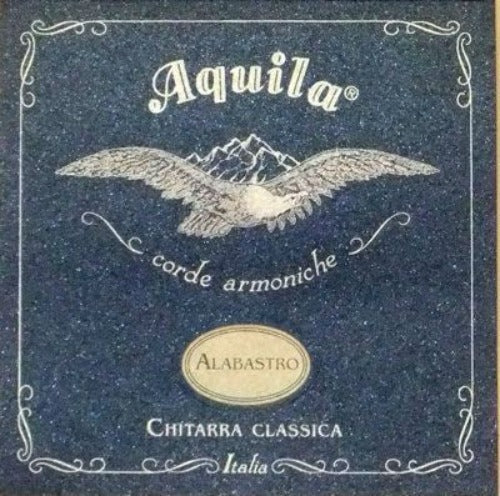 Aquila®
corde armoniche
ALABASTRO
CHITARRA CLASSICA
Italia